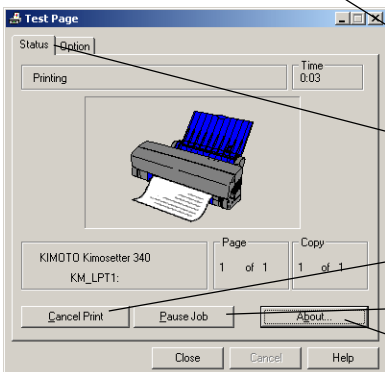 Test Page
Status Option
Printing
Time
0:03
KIMOTO Kimosetter 340
KM_LPT1:
Page
1 of 1
Copy
1 of 1
Cancel Print
Pause Job
About...
Close
Cancel
Help